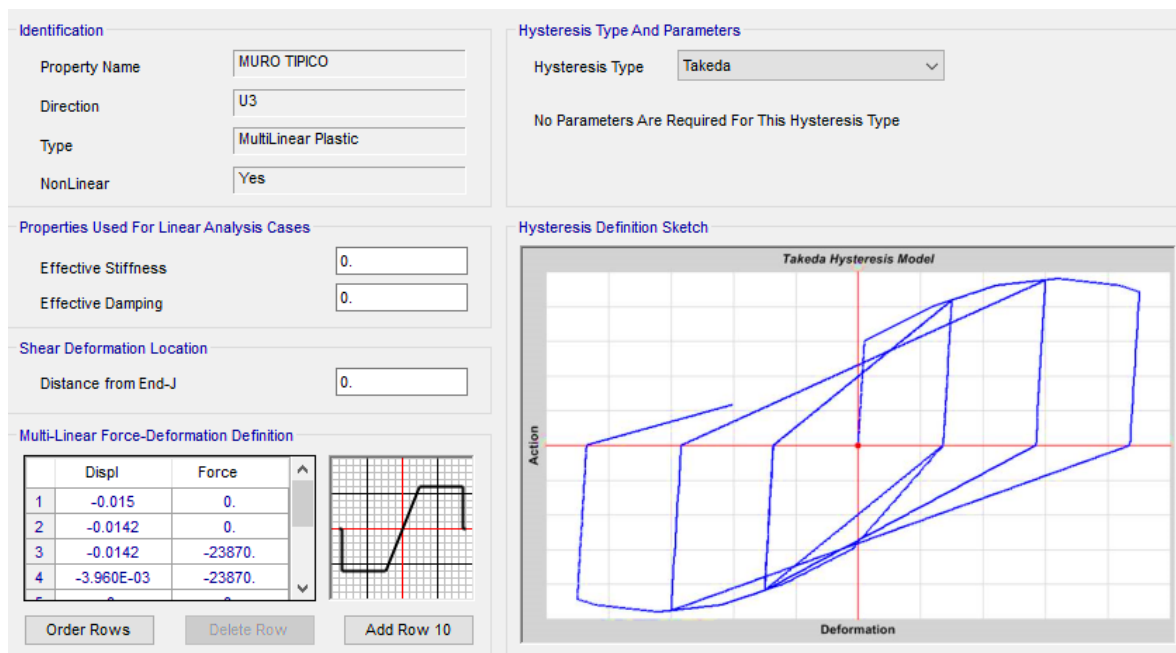 Identification
Property Name MURO TIPICO
Direction U3
Type MultiLinear Plastic
NonLinear Yes
Properties Used For Linear Analysis Cases
Effective Stiffness 0.
Effective Damping 0.
Shear Deformation Location
Distance from End-J 0.
Multi-Linear Force-Deformation Definition
Displ Force
1 -0.015 0.
2 -0.0142 0.
3 -0.0142 -23870.
4 -3.960E-03 -23870.
Order Rows Delete Row Add Row 10
Hysteresis Type And Parameters
Hysteresis Type Takeda
No Parameters Are Required For This Hysteresis Type
Hysteresis Definition Sketch
Takeda Hysteresis Model
Action
Deformation